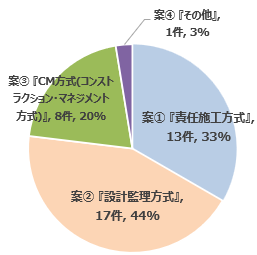 案④『その他』,
1件, 3%
案③『CM方式(コンスト
ラクション・マネジメント
方式)』, 8件, 20%
案①『責任施工方式』,
13件, 33%
案②『設計監理方式』,
17件, 44%